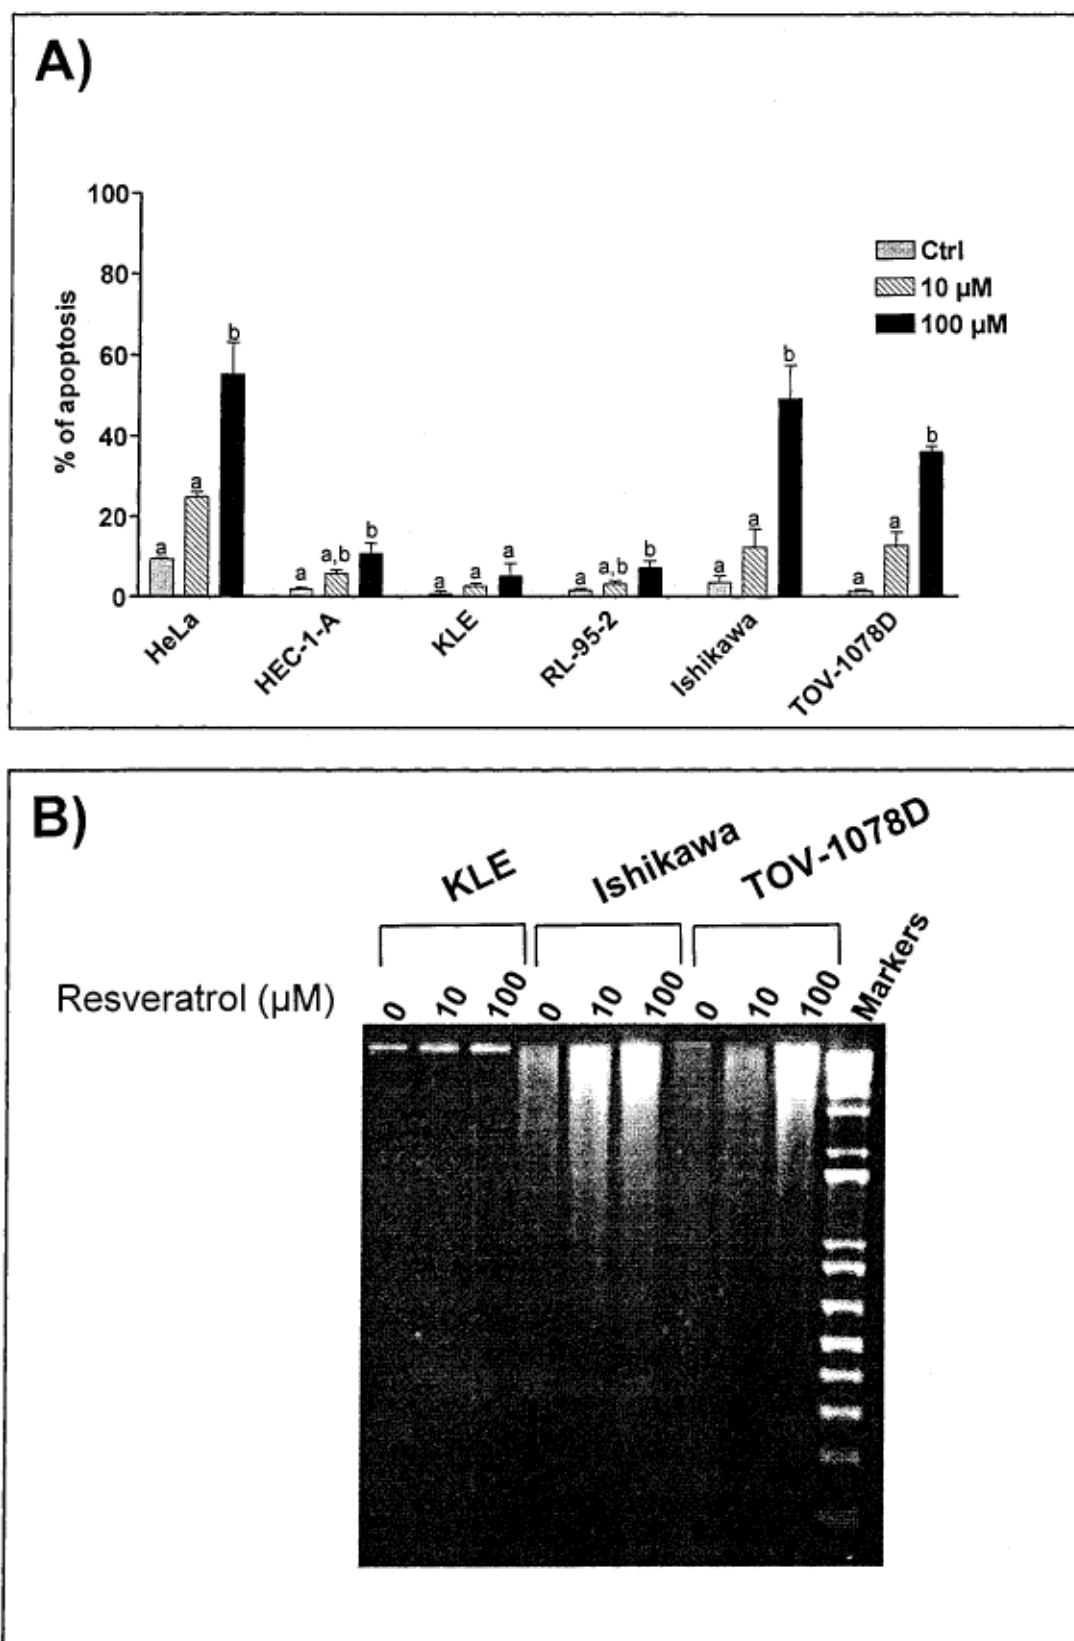 A)
100
80
60
40
20
0
% of apoptosis
Ctrl
10 µM
100 µM
a a b
a a,b b
a a a
a a,b b
a a b
a a b
HeLa HEC-1-A KLE RL-95-2 Ishikawa TOV-1078D
B)
KLE Ishikawa TOV-1078D
Resveratrol (µM) 0 10 100 0 10 100 0 10 100 Markers